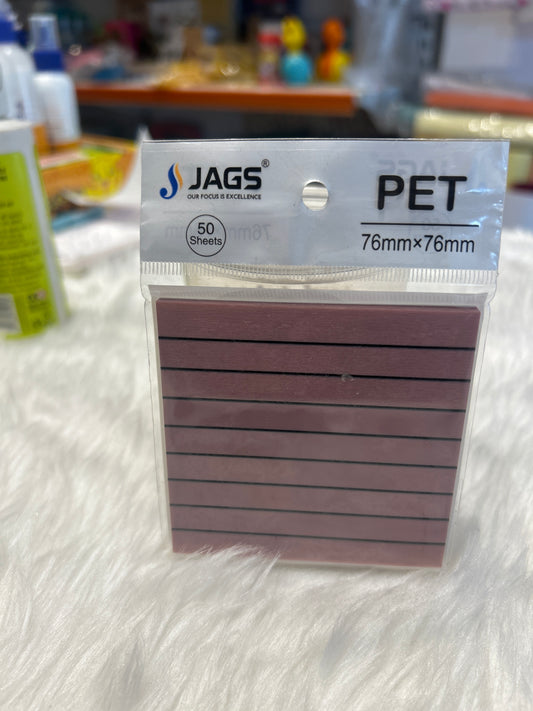 JAGS®
OUR FOCUS IS EXCELLENCE
50
Sheets
PET
76mm×76mm